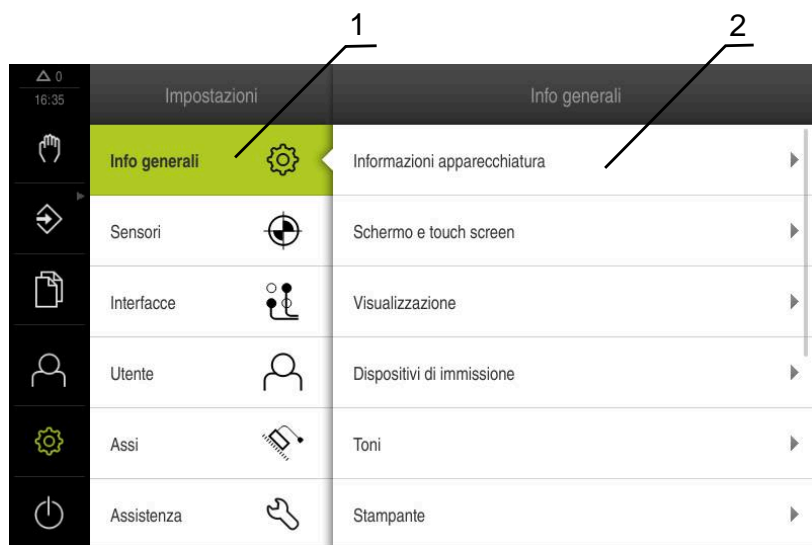 1
2
△ 0
16:35
Impostazioni
Info generali
Info generali
Informazioni apparecchiatura
Sensori
Schermo e touch screen
Interfacce
Visualizzazione
Utente
Dispositivi di immissione
Assi
Toni
Assistenza
Stampante